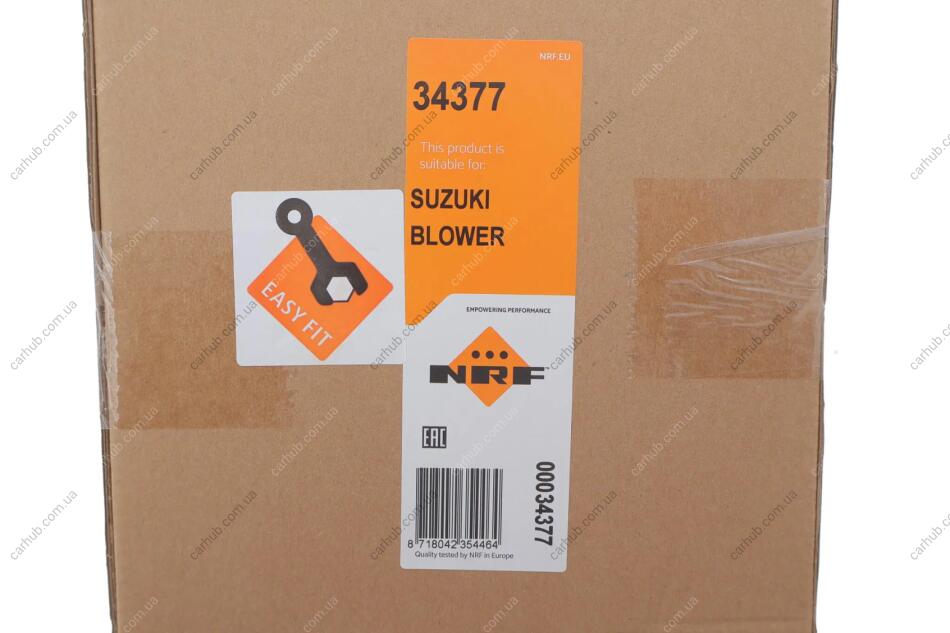 NRF.EU
34377
This product is
suitable for:
SUZUKI
BLOWER
EASY FIT
EMPOWERING PERFORMANCE
NRF
EAC
00034377
8 718042 354464
Quality tested by NRF in Europe
carhub.com.ua